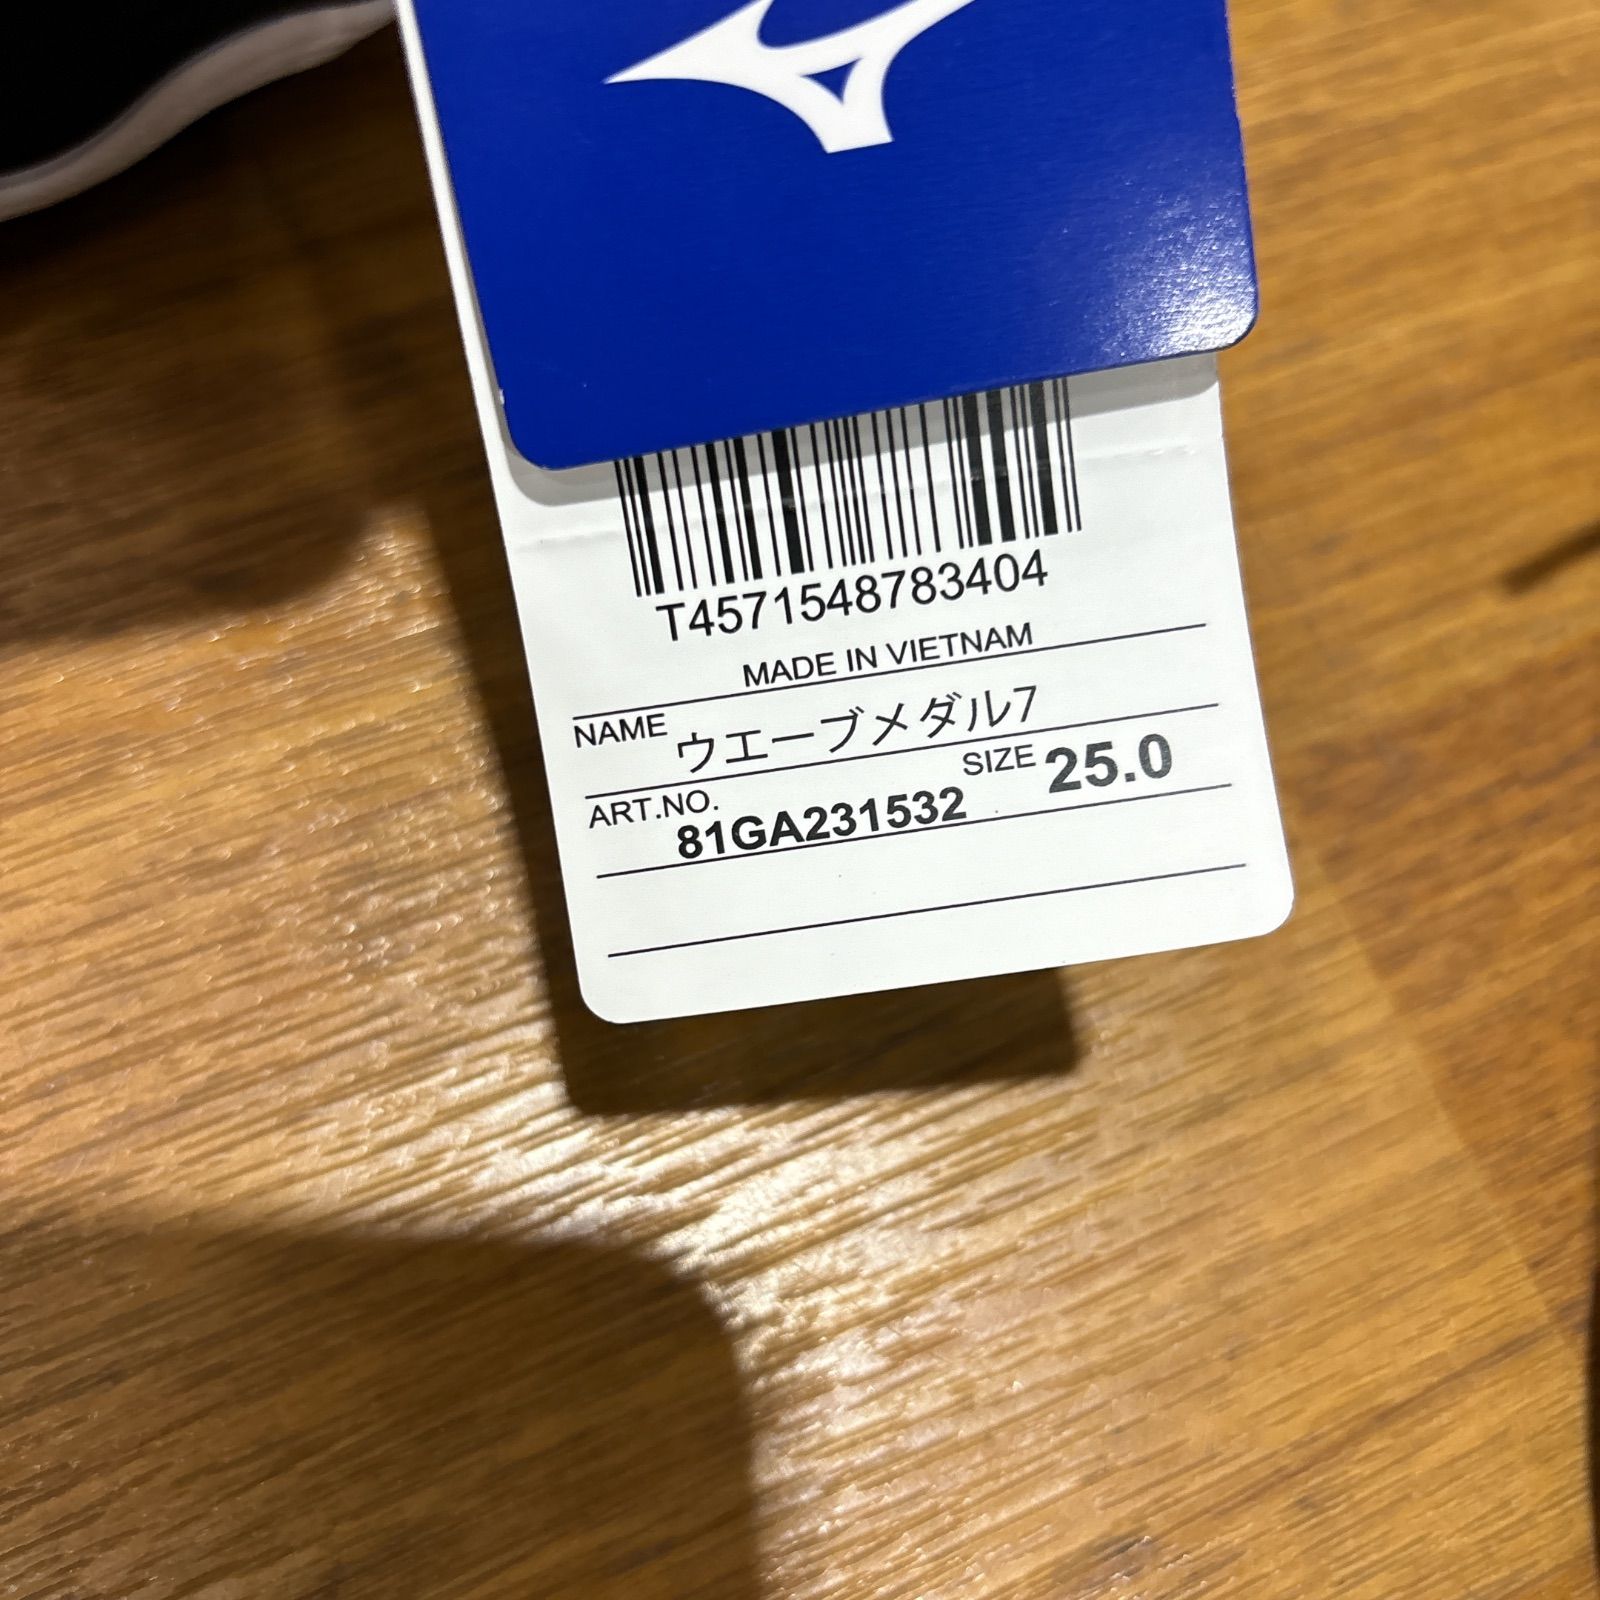 T4571548783404
MADE IN VIETNAM
NAME ウエーブメダル7
ART.NO. 81GA231532 SIZE 25.0